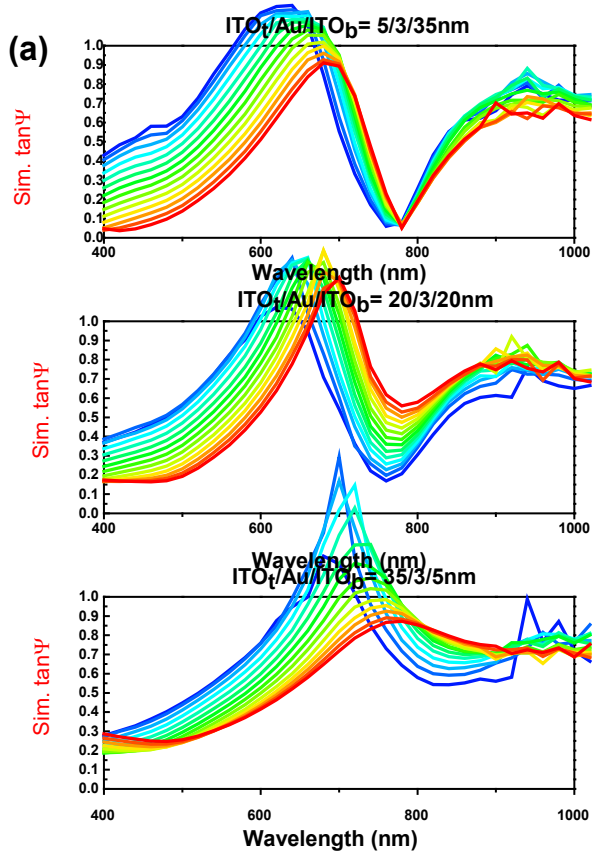 (a)
ITOt/Au/ITOb= 5/3/35nm
Sim. tanΨ
1.0
0.9
0.8
0.7
0.6
0.5
0.4
0.3
0.2
0.1
0.0
400 600 800 1000
Wavelength (nm)
ITOt/Au/ITOb= 20/3/20nm
Sim. tanΨ
1.0
0.9
0.8
0.7
0.6
0.5
0.4
0.3
0.2
0.1
0.0
400 600 800 1000
Wavelength (nm)
ITOt/Au/ITOb= 35/3/5nm
Sim. tanΨ
1.0
0.9
0.8
0.7
0.6
0.5
0.4
0.3
0.2
0.1
0.0
400 600 800 1000
Wavelength (nm)